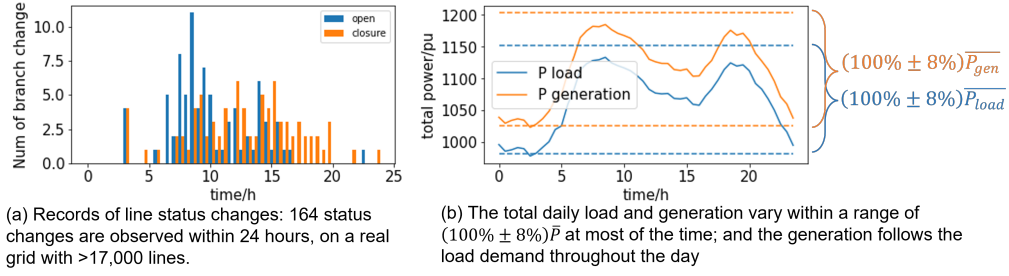 Num of branch change
11.0
7.5
5.0
2.5
0.0
0 5 10 15 20 25
time/h
open
closure
(a) Records of line status changes: 164 status
changes are observed within 24 hours, on a real
grid with >17,000 lines.
total power/pu
1200
1150
1100
1050
1000
0 5 10 15 20
time/h
P load
P generation
(100% ± 8%)P̅g̅e̅n̅
(100% ± 8%)P̅l̅o̅a̅d̅
(b) The total daily load and generation vary within a range of
(100% ± 8%)P̅ at most of the time; and the generation follows the
load demand throughout the day